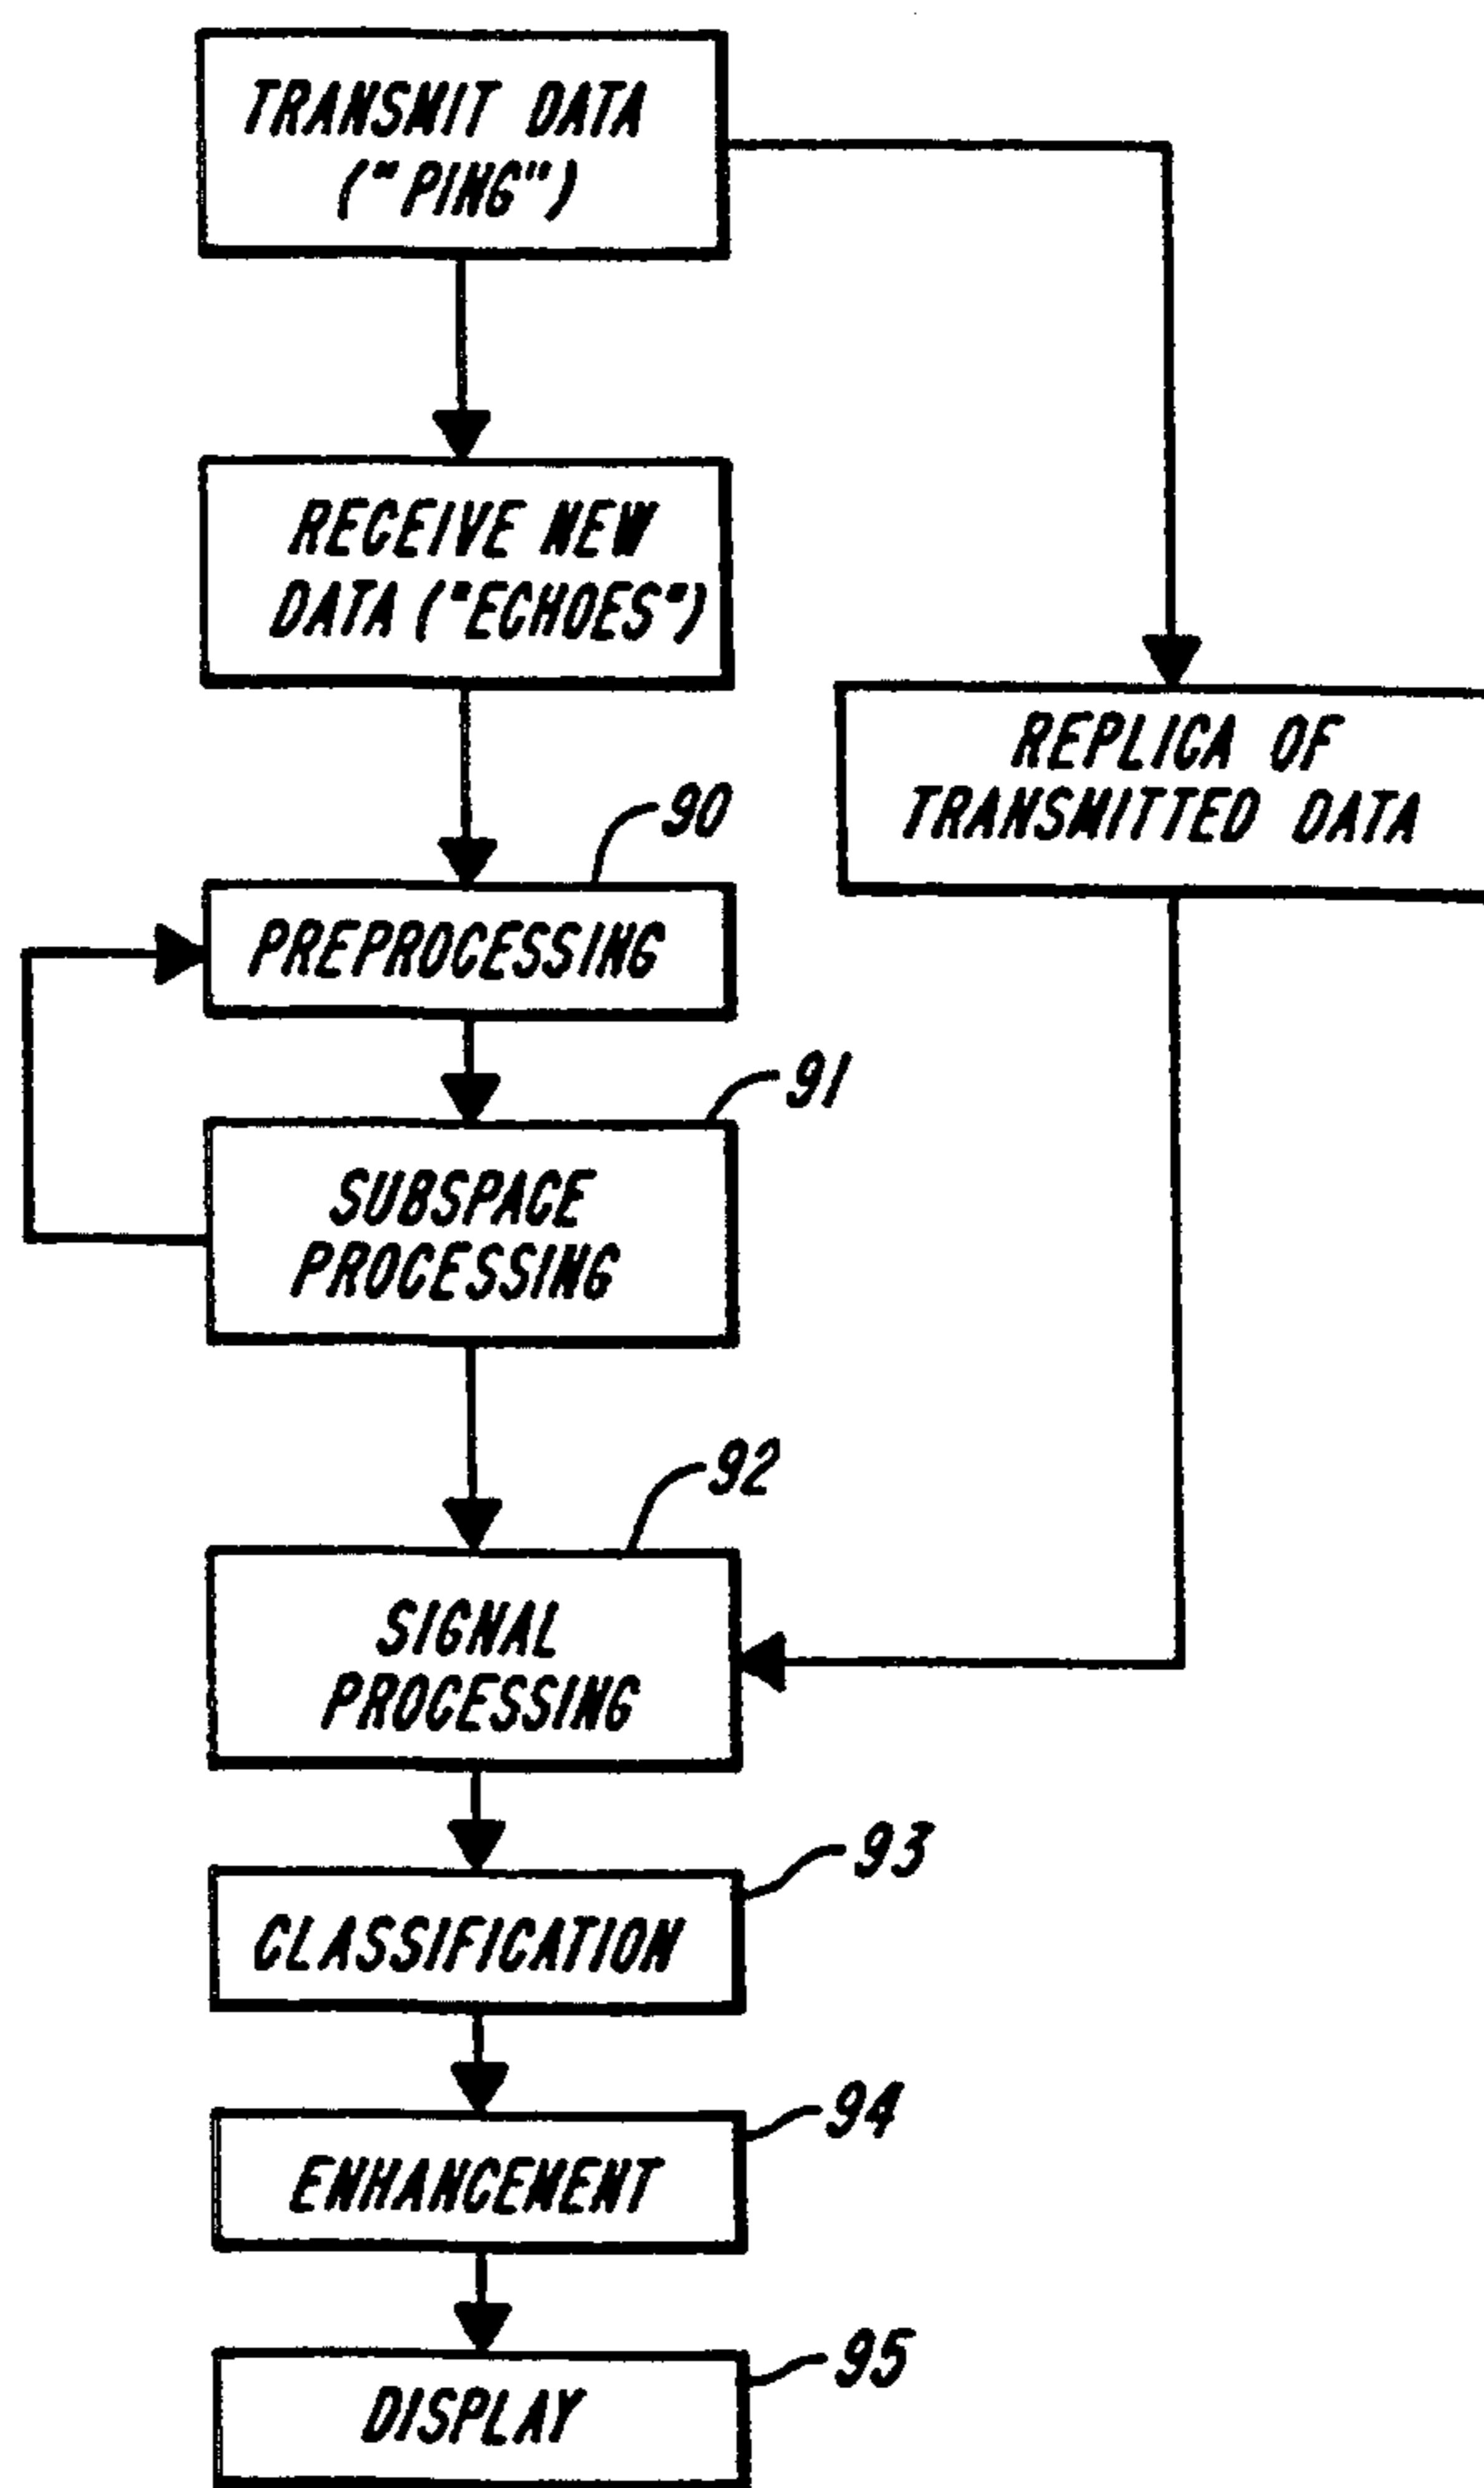 TRANSMIT DATA
("PING")
RECEIVE NEW
DATA ("ECHOES")
REPLICA OF
TRANSMITTED DATA
90
PREPROCESSING
91
SUBSPACE
PROCESSING
92
SIGNAL
PROCESSING
93
CLASSIFICATION
94
ENHANCEMENT
95
DISPLAY